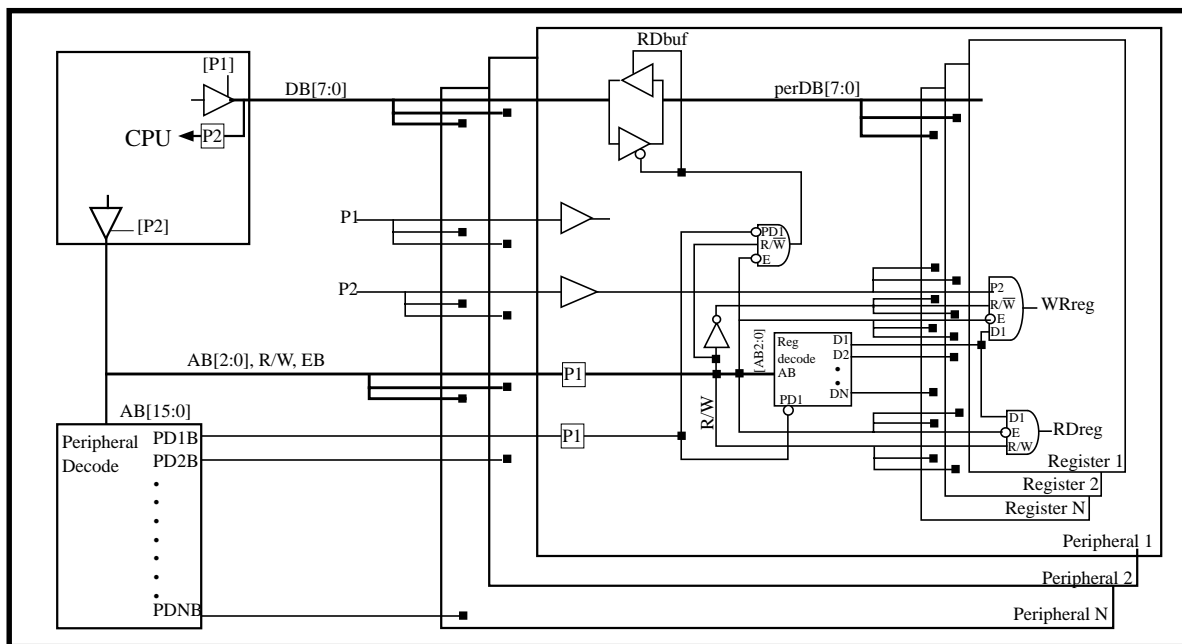 RDbuf
[P1]
DB[7:0]
perDB[7:0]
CPU
P2
[P2]
P1
PD1
R/W̅
E
P2
P2
R/W̅
E
D1
WRreg
[AB2:0]
Reg
decode
AB
D1
D2
DN
PD1
AB[2:0], R/W, EB
P1
AB[15:0]
R/W
Peripheral
Decode
PD1B
PD2B
PDNB
P1
D1
E
R/W
RDreg
Register 1
Register 2
Register N
Peripheral 1
Peripheral 2
Peripheral N